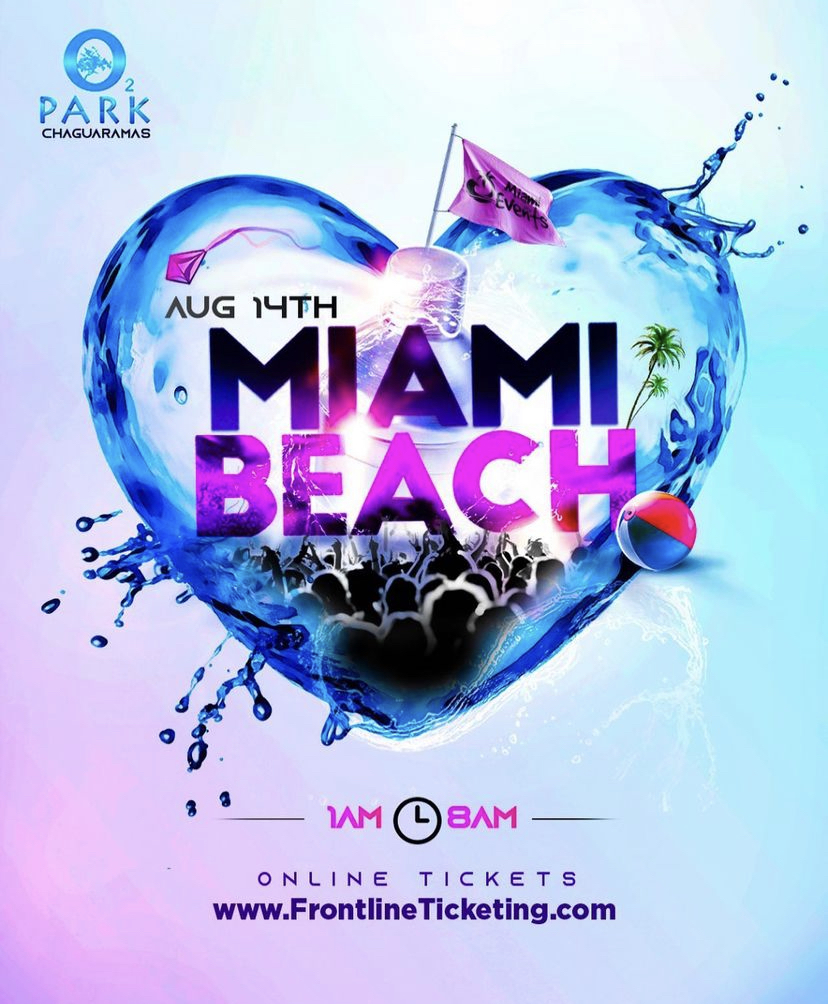 O2
PARK
CHAGUARAMAS
Miami
Events
AUG 14TH
MIAMI
BEACH
1AM 8AM
ONLINE TICKETS
www.FrontlineTicketing.com